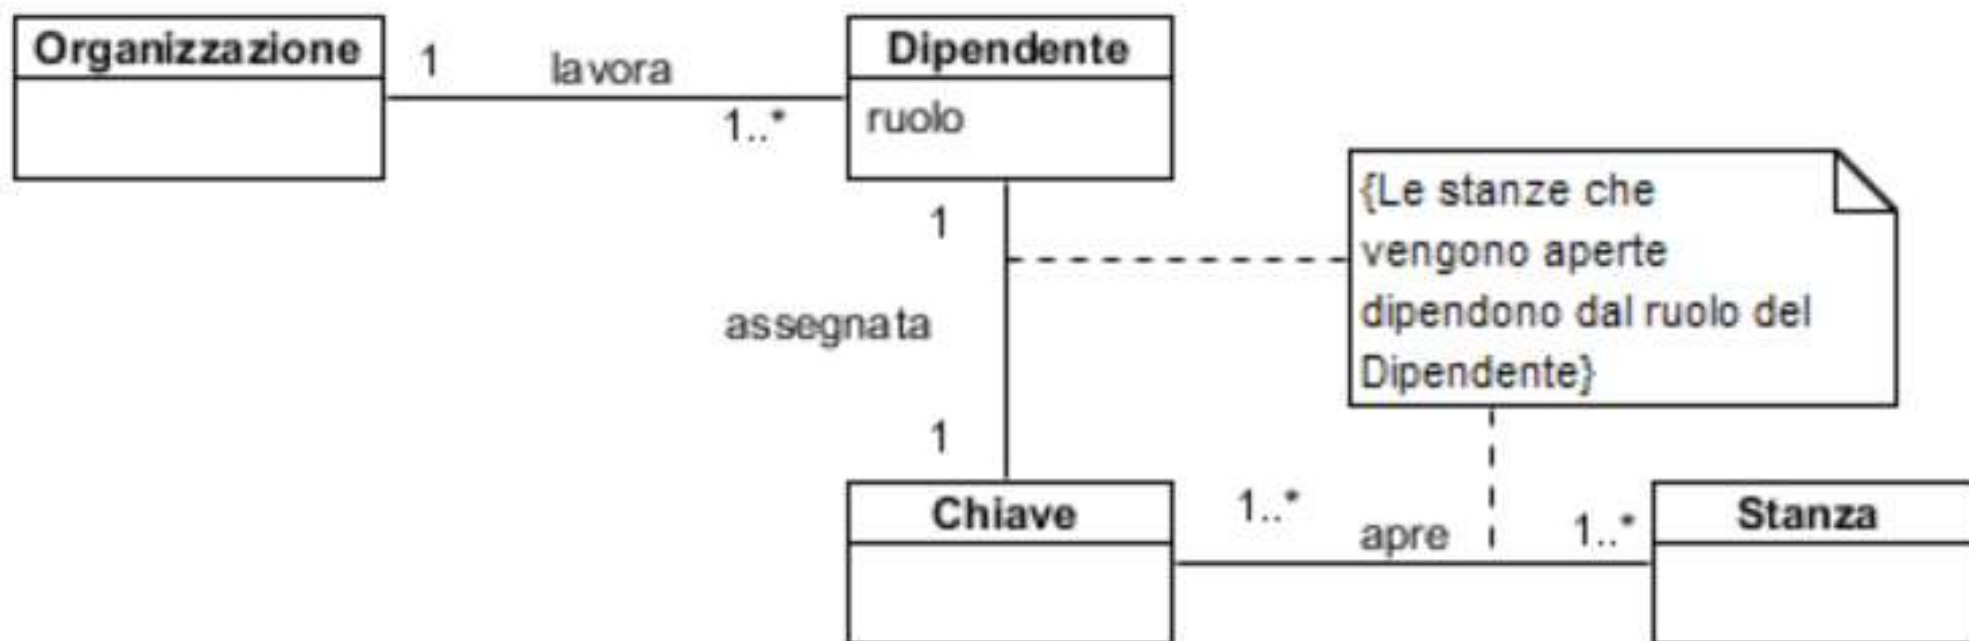 Organizzazione
1
lavora
1..*
Dipendente
ruolo
1
assegnata
1
{Le stanze che
vengono aperte
dipendono dal ruolo del
Dipendente}
Chiave
1..*
apre
1..*
Stanza